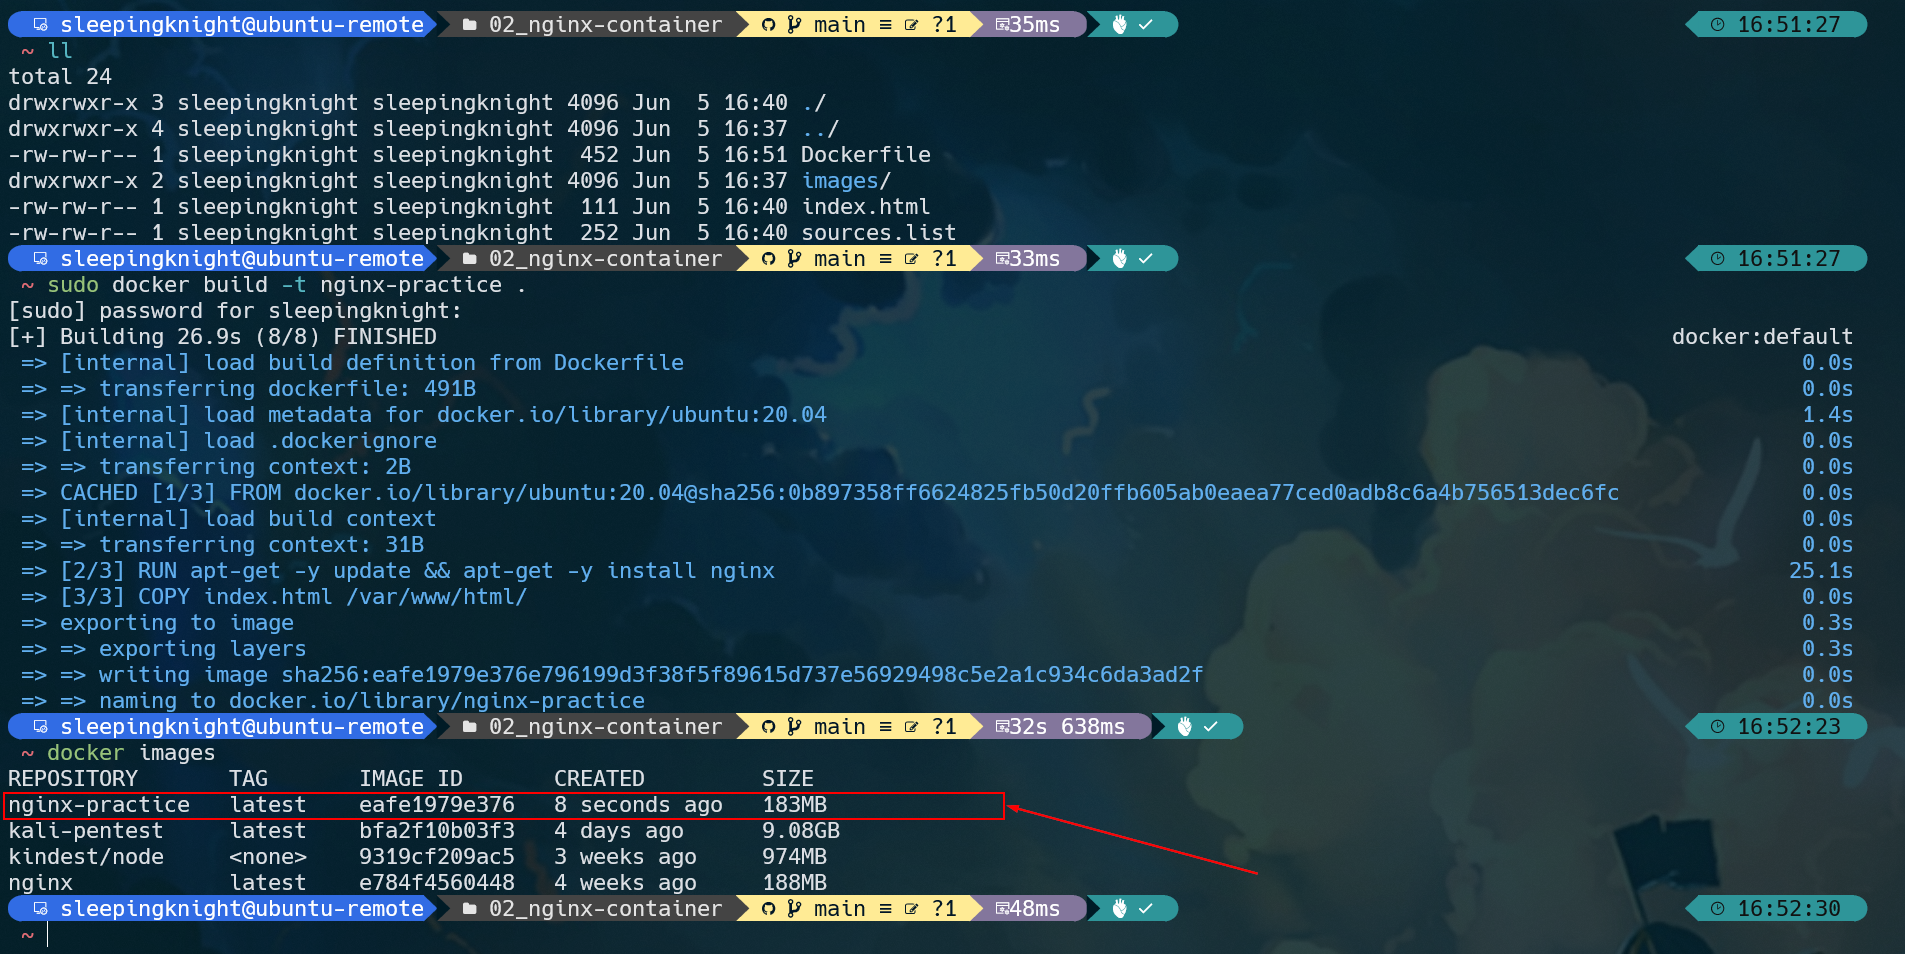 sleepingknight@ubuntu-remote 02_nginx-container main ≡ ?1 35ms ✓ 16:51:27
~ ll
total 24
drwxrwxr-x 3 sleepingknight sleepingknight 4096 Jun  5 16:40 ./
drwxrwxr-x 4 sleepingknight sleepingknight 4096 Jun  5 16:37 ../
-rw-rw-r-- 1 sleepingknight sleepingknight  452 Jun  5 16:51 Dockerfile
drwxrwxr-x 2 sleepingknight sleepingknight 4096 Jun  5 16:37 images/
-rw-rw-r-- 1 sleepingknight sleepingknight  111 Jun  5 16:40 index.html
-rw-rw-r-- 1 sleepingknight sleepingknight  252 Jun  5 16:40 sources.list
sleepingknight@ubuntu-remote 02_nginx-container main ≡ ?1 33ms ✓ 16:51:27
~ sudo docker build -t nginx-practice .
[sudo] password for sleepingknight:
[+] Building 26.9s (8/8) FINISHED docker:default
=> [internal] load build definition from Dockerfile 0.0s
=> => transferring dockerfile: 491B 0.0s
=> [internal] load metadata for docker.io/library/ubuntu:20.04 1.4s
=> [internal] load .dockerignore 0.0s
=> => transferring context: 2B 0.0s
=> CACHED [1/3] FROM docker.io/library/ubuntu:20.04@sha256:0b897358ff6624825fb50d20ffb605ab0eaea77ced0adb8c6a4b756513dec6fc 0.0s
=> [internal] load build context 0.0s
=> => transferring context: 31B 0.0s
=> [2/3] RUN apt-get -y update && apt-get -y install nginx 25.1s
=> [3/3] COPY index.html /var/www/html/ 0.0s
=> exporting to image 0.3s
=> => exporting layers 0.3s
=> => writing image sha256:eafe1979e376e796199d3f38f5f89615d737e56929498c5e2a1c934c6da3ad2f 0.0s
=> => naming to docker.io/library/nginx-practice 0.0s
sleepingknight@ubuntu-remote 02_nginx-container main ≡ ?1 32s 638ms ✓ 16:52:23
~ docker images
REPOSITORY TAG IMAGE ID CREATED SIZE
nginx-practice latest eafe1979e376 8 seconds ago 183MB
kali-pentest latest bfa2f10b03f3 4 days ago 9.08GB
kindest/node <none> 9319cf209ac5 3 weeks ago 974MB
nginx latest e784f4560448 4 weeks ago 188MB
sleepingknight@ubuntu-remote 02_nginx-container main ≡ ?1 48ms ✓ 16:52:30
~